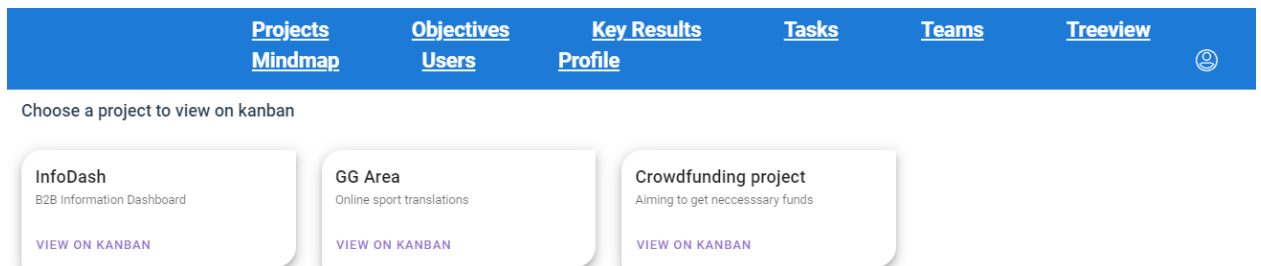 Projects Objectives Key Results Tasks Teams Treeview
Mindmap Users Profile
Choose a project to view on kanban
InfoDash
B2B Information Dashboard
VIEW ON KANBAN
GG Area
Online sport translations
VIEW ON KANBAN
Crowdfunding project
Aiming to get neccesssary funds
VIEW ON KANBAN